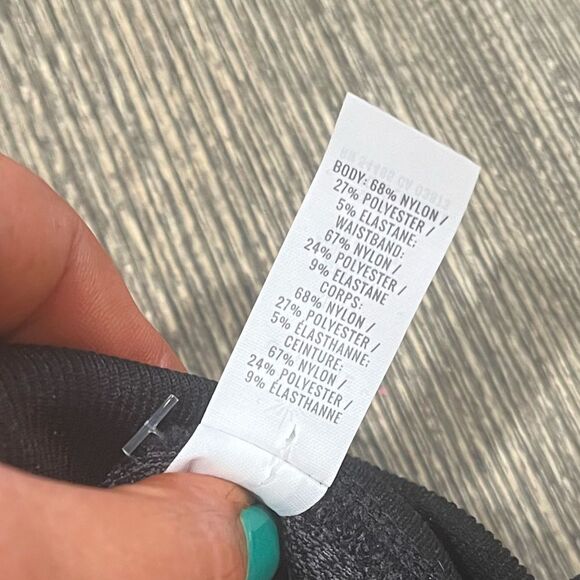 BODY: 68% NYLON /
27% POLYESTER /
5% ELASTANE:
WAISTBAND:
67% NYLON /
24% POLYESTER /
9% ELASTANE
CORPS:
68% NYLON /
27% POLYESTER /
5% ÉLASTHANNE:
CEINTURE:
67% NYLON /
24% POLYESTER /
9% ÉLASTHANNE